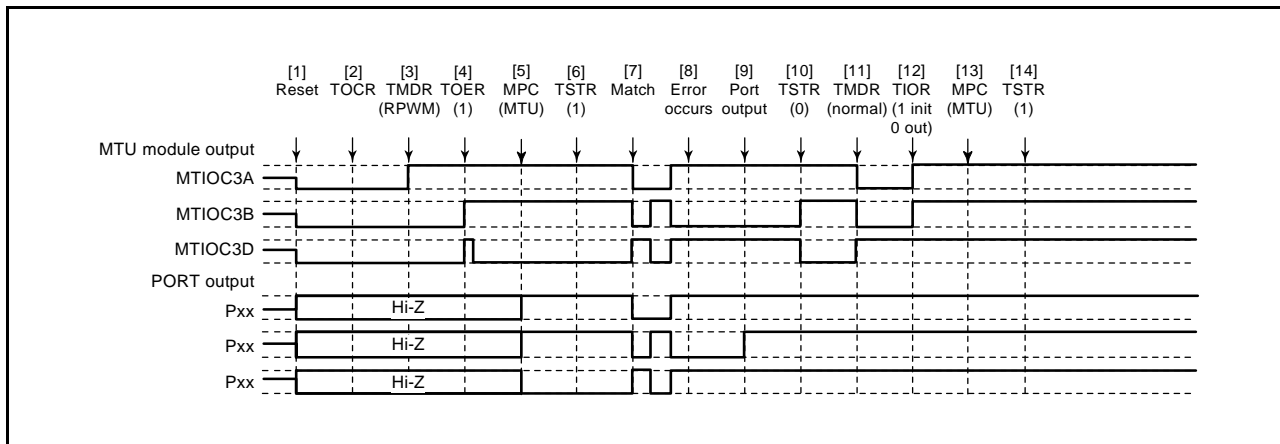 [1] [2] [3] [4] [5] [6] [7] [8] [9] [10] [11] [12] [13] [14]
Reset TOCR TMDR TOER MPC TSTR Match Error Port TSTR TMDR TIOR MPC TSTR
(RPWM) (1) (MTU) (1) occurs output (0) (normal) (1 init (MTU) (1)
0 out)
MTU module output
MTIOC3A
MTIOC3B
MTIOC3D
PORT output
Pxx Hi-Z
Pxx Hi-Z
Pxx Hi-Z